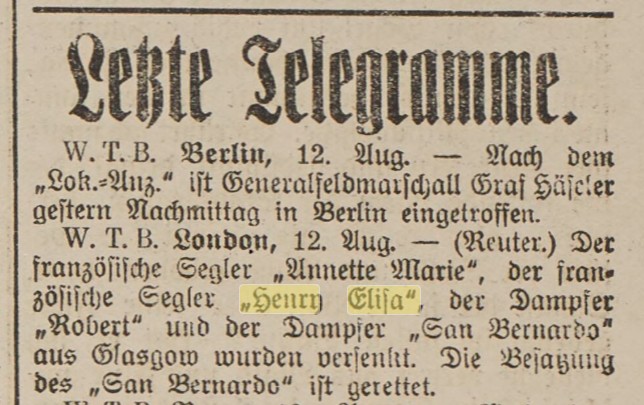 Letzte Telegramme.
W. T. B. Berlin, 12. Aug. — Nach dem
„Lok.=Anz.“ ist Generalfeldmarschall Graf Häseler
gestern Nachmittag in Berlin eingetroffen.
W. T. B. London, 12. Aug. — (Reuter.) Der
französische Segler „Annette Marie“, der fran=
zösische Segler „Henry Elisa“, der Dampfer
„Robert“ und der Dampfer „San Bernardo“
aus Glasgow wurden versenkt. Die Besatzung
des „San Bernardo“ ist gerettet.